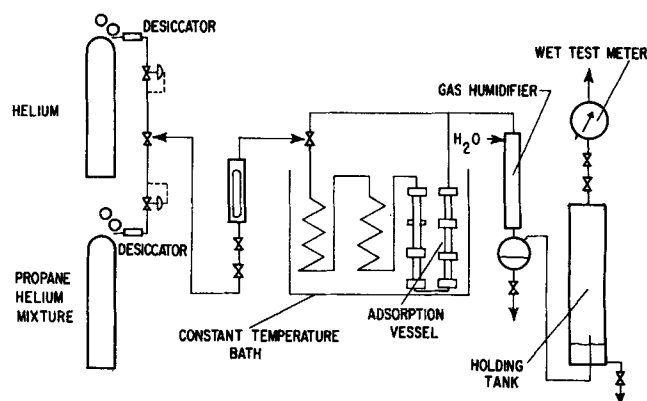 DESICCATOR
HELIUM
DESICCATOR
PROPANE
HELIUM
MIXTURE
CONSTANT TEMPERATURE
BATH
ADSORPTION
VESSEL
H2O
GAS HUMIDIFIER
WET TEST METER
HOLDING
TANK